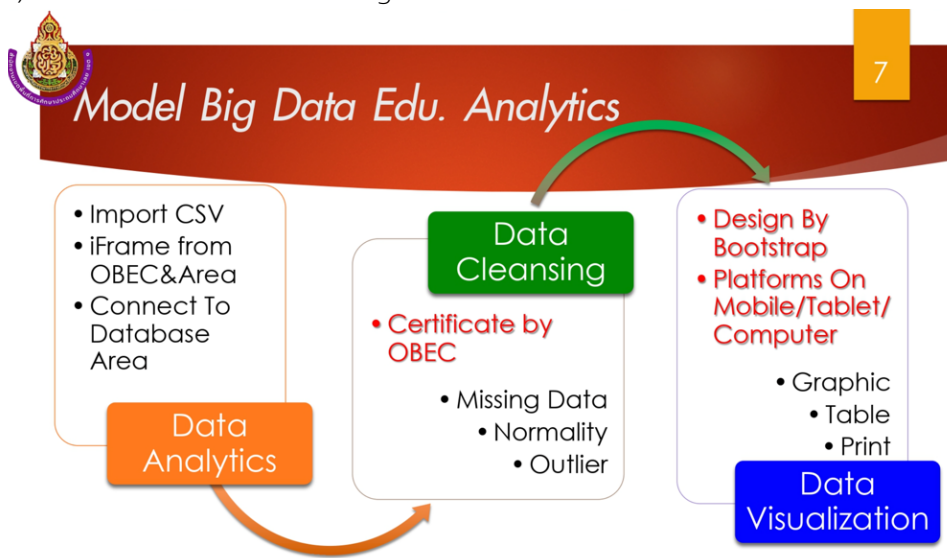 7
Model Big Data Edu. Analytics
• Import CSV
• iFrame from
OBEC&Area
• Connect To
Database
Area
Data
Analytics
Data
Cleansing
• Certificate by
OBEC
• Missing Data
• Normality
• Outlier
• Design By
Bootstrap
• Platforms On
Mobile/Tablet/
Computer
• Graphic
• Table
• Print
Data
Visualization